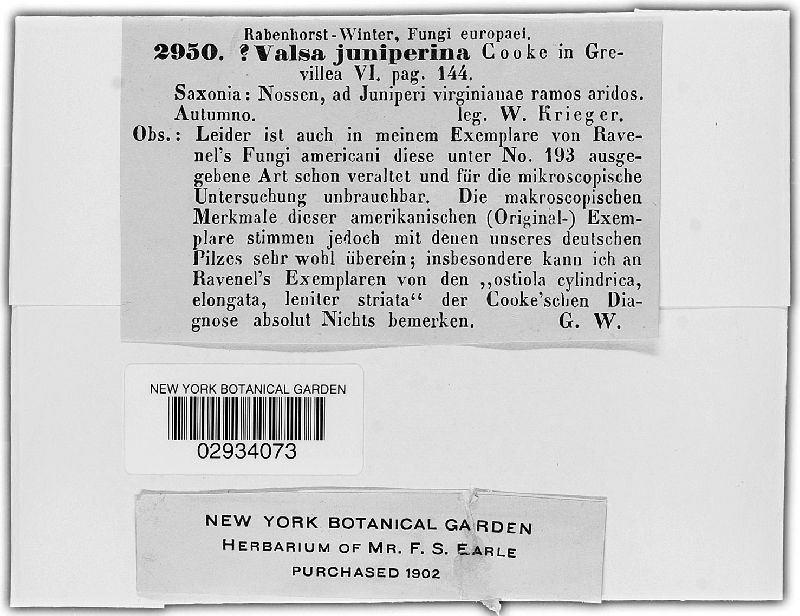 Rabenhorst-Winter, Fungi europaei.
2950. ? Valsa juniperina Cooke in Gre-
villea VI. pag. 144.
Saxonia: Nossen, ad Juniperi virginianae ramos aridos.
Autumno. leg. W. Krieger.
Obs.: Leider ist auch in meinem Exemplare von Rave-
nel's Fungi americani diese unter No. 193 ausge-
gebene Art schon veraltet und für die mikroscopische
Untersuchung unbrauchbar. Die makroscopischen
Merkmale dieser amerikanischen (Original-) Exem-
plare stimmen jedoch mit denen unseres deutschen
Pilzes sehr wohl überein; insbesondere kann ich an
Ravenel's Exemplaren von den „ostiola cylindrica,
elongata, leniter striata“ der Cooke'schen Dia-
gnose absolut Nichts bemerken. G. W.
NEW YORK BOTANICAL GARDEN
02934073
NEW YORK BOTANICAL GARDEN
HERBARIUM OF MR. F. S. EARLE
PURCHASED 1902